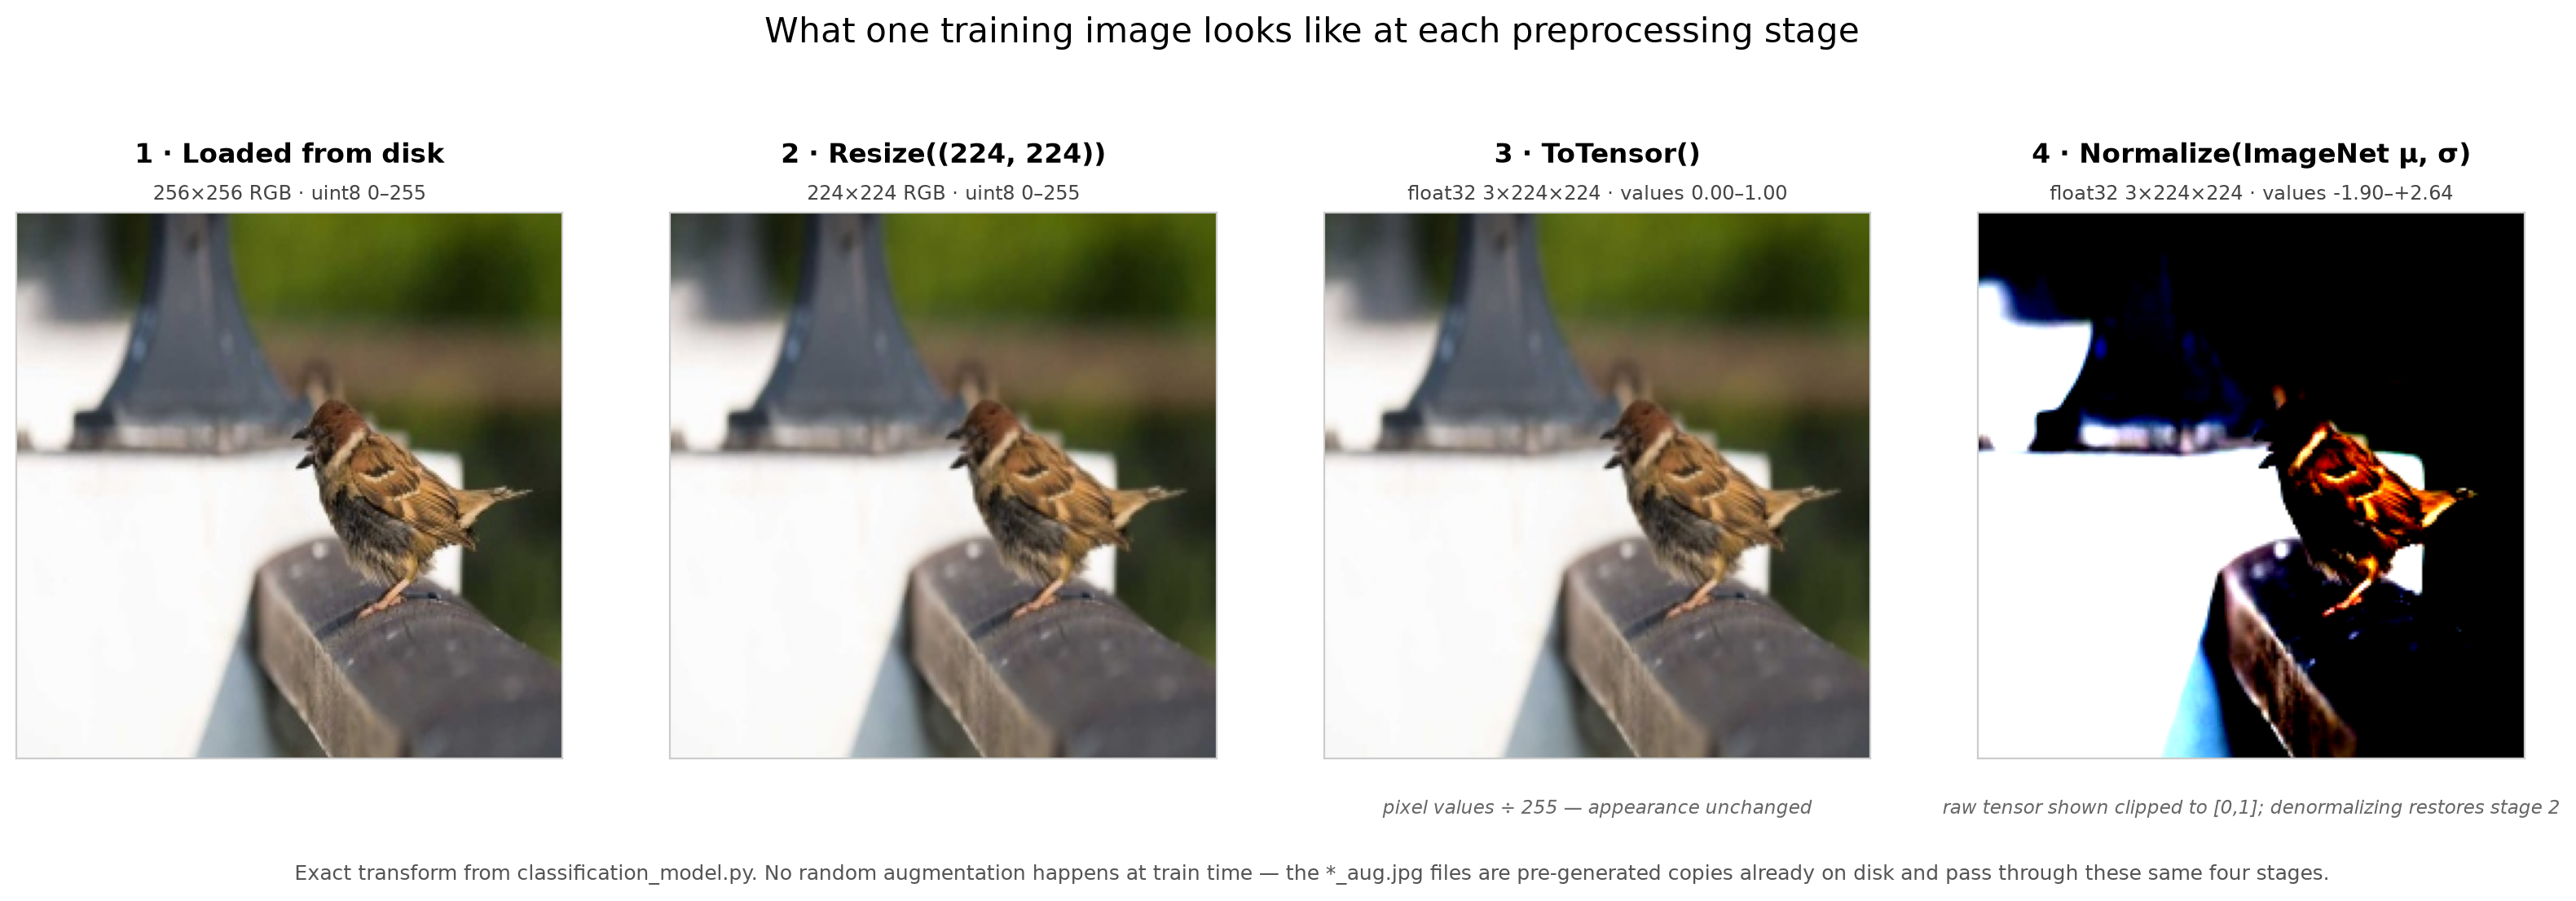 What one training image looks like at each preprocessing stage
1 · Loaded from disk
256×256 RGB · uint8 0–255
2 · Resize((224, 224))
224×224 RGB · uint8 0–255
3 · ToTensor()
float32 3×224×224 · values 0.00–1.00
4 · Normalize(ImageNet μ, σ)
float32 3×224×224 · values -1.90–+2.64
pixel values ÷ 255 — appearance unchanged
raw tensor shown clipped to [0,1]; denormalizing restores stage 2
Exact transform from classification_model.py. No random augmentation happens at train time — the *_aug.jpg files are pre-generated copies already on disk and pass through these same four stages.